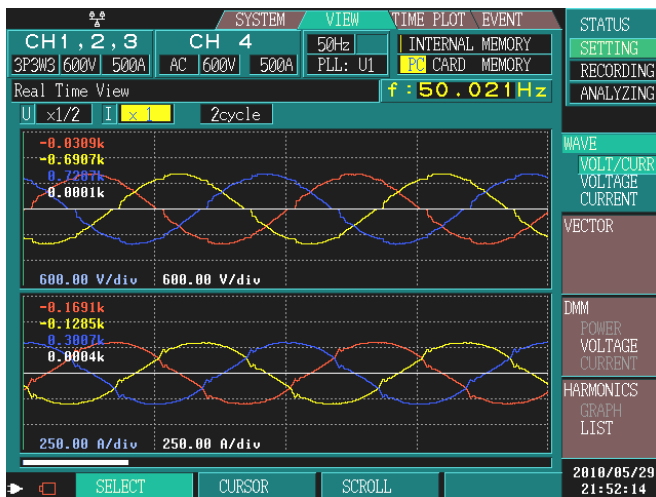 SYSTEM VIEW TIME PLOT EVENT
STATUS
SETTING
RECORDING
ANALYZING
CH1,2,3 CH 4 50Hz INTERNAL MEMORY
3P3W3 600V 500A AC 600V 500A PLL: U1 PC CARD MEMORY
Real Time View f:50.021Hz
U x1/2 I x 1 2cycle
-0.0309k
-0.6907k
0.7207k
0.0001k
600.00 V/div 600.00 V/div
-0.1691k
-0.1285k
0.3007k
0.0004k
250.00 A/div 250.00 A/div
WAVE
VOLT/CURR
VOLTAGE
CURRENT
VECTOR
DMM
POWER
VOLTAGE
CURRENT
HARMONICS
GRAPH
LIST
SELECT CURSOR SCROLL
2010/05/29
21:52:14